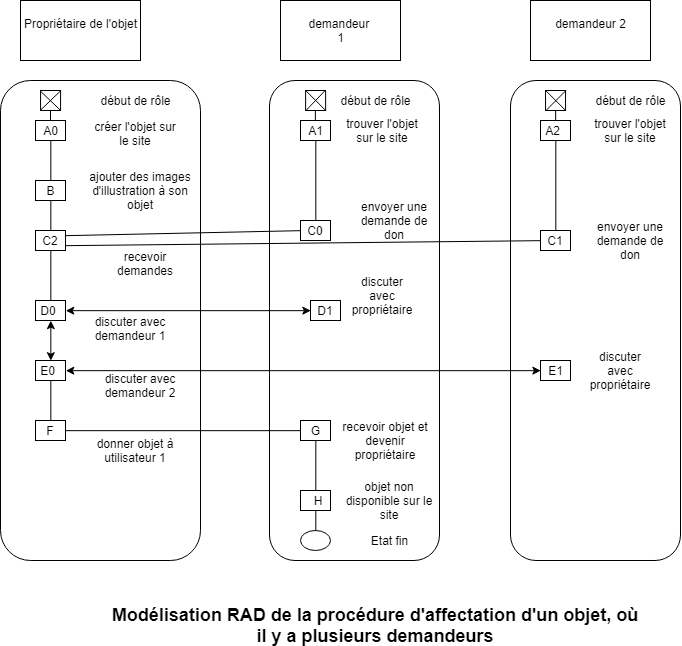 Propriétaire de l'objet
demandeur
1
demandeur 2
début de rôle
A0
créer l'objet sur
le site
B
ajouter des images
d'illustration à son
objet
C2
recevoir
demandes
D0
discuter avec
demandeur 1
E0
discuter avec
demandeur 2
F
donner objet à
utilisateur 1
début de rôle
A1
trouver l'objet
sur le site
C0
envoyer une
demande de
don
D1
discuter
avec
propriétaire
G
recevoir objet et
devenir
propriétaire
H
objet non
disponible sur le
site
Etat fin
début de rôle
A2
trouver l'objet
sur le site
C1
envoyer une
demande de
don
E1
discuter
avec
propriétaire
Modélisation RAD de la procédure d'affectation d'un objet, où
il y a plusieurs demandeurs